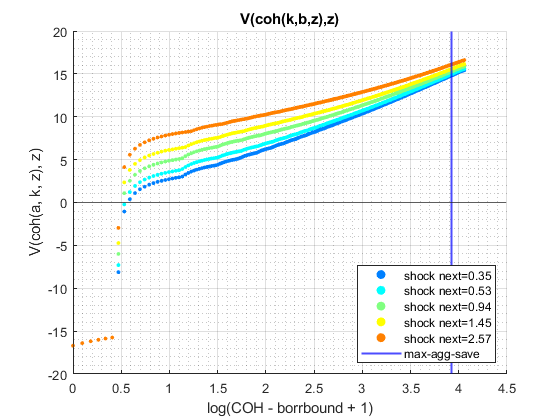 V(coh(k,b,z),z)
20
15
10
5
0
-5
-10
-15
-20
V(coh(a, k, z), z)
0
0.5
1
1.5
2
2.5
3
3.5
4
4.5
log(COH - borrbound + 1)
shock next=0.35
shock next=0.53
shock next=0.94
shock next=1.45
shock next=2.57
max-agg-save